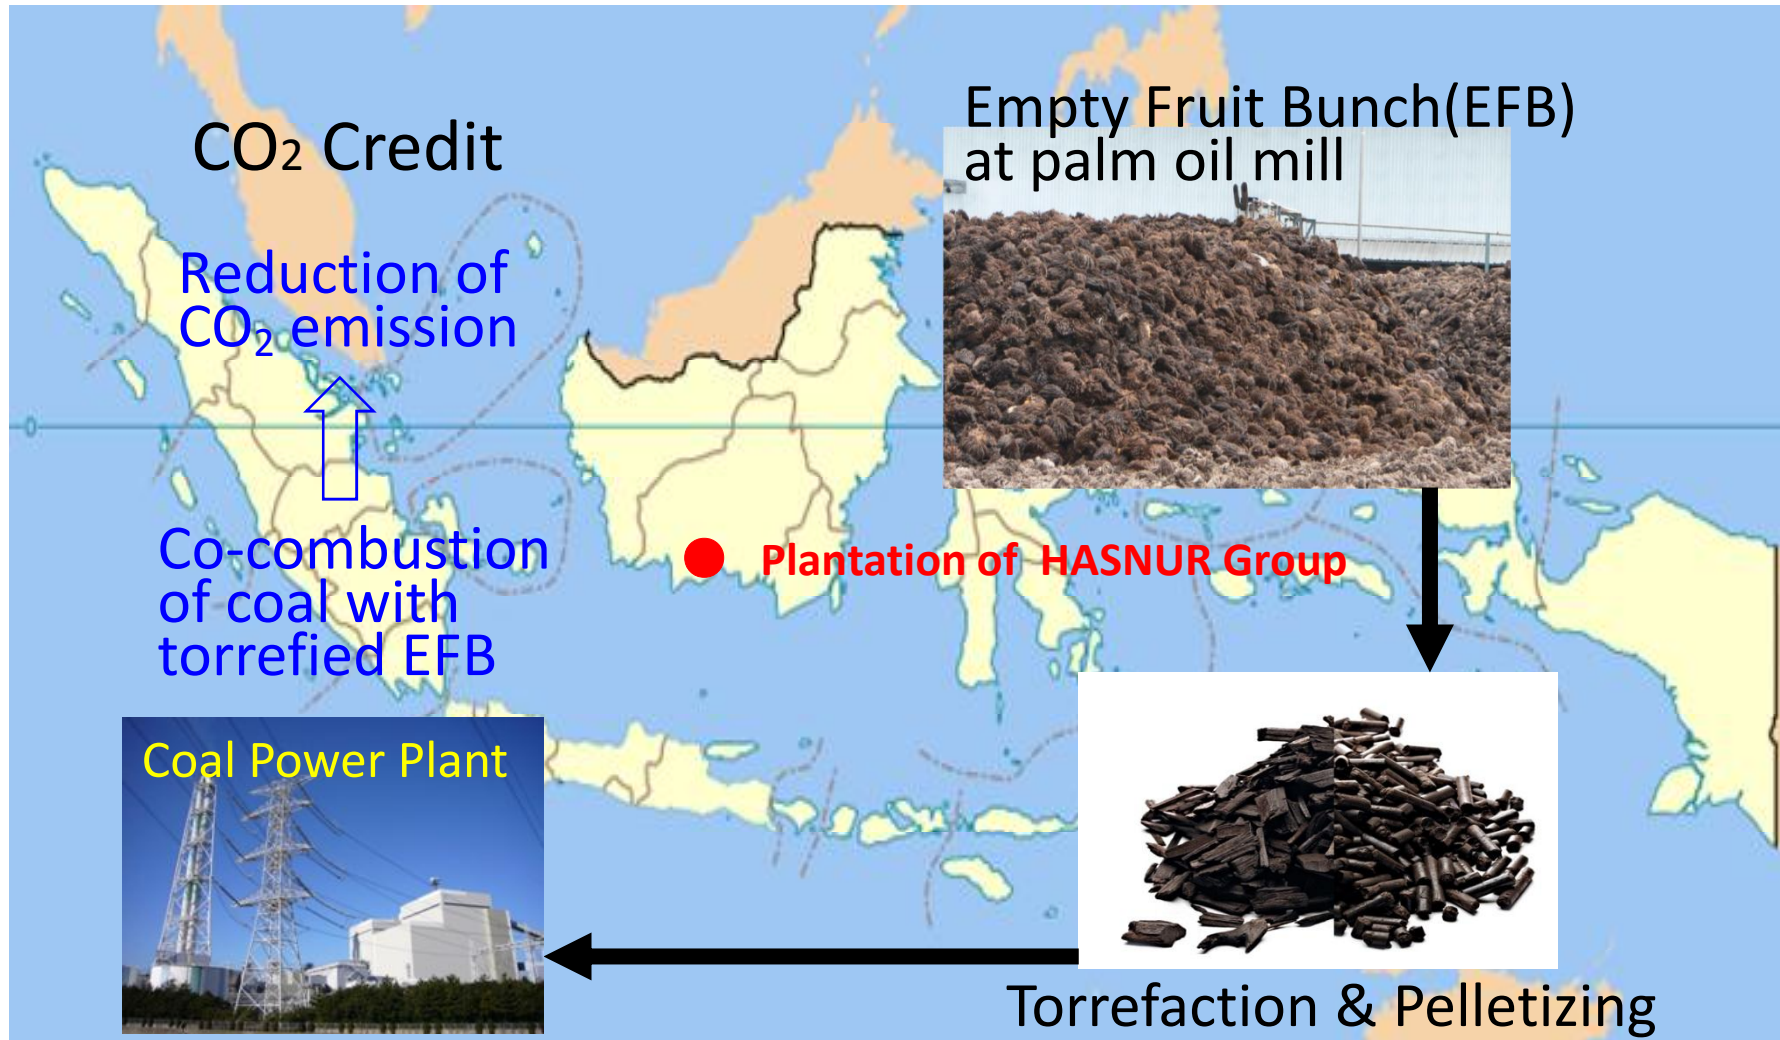 Empty Fruit Bunch(EFB)
at palm oil mill
CO2 Credit
Reduction of
CO₂ emission
0
Co-combustion
of coal with
torrefied EFB
Plantation of HASNUR Group
Coal Power Plant
Torrefaction & Pelletizing